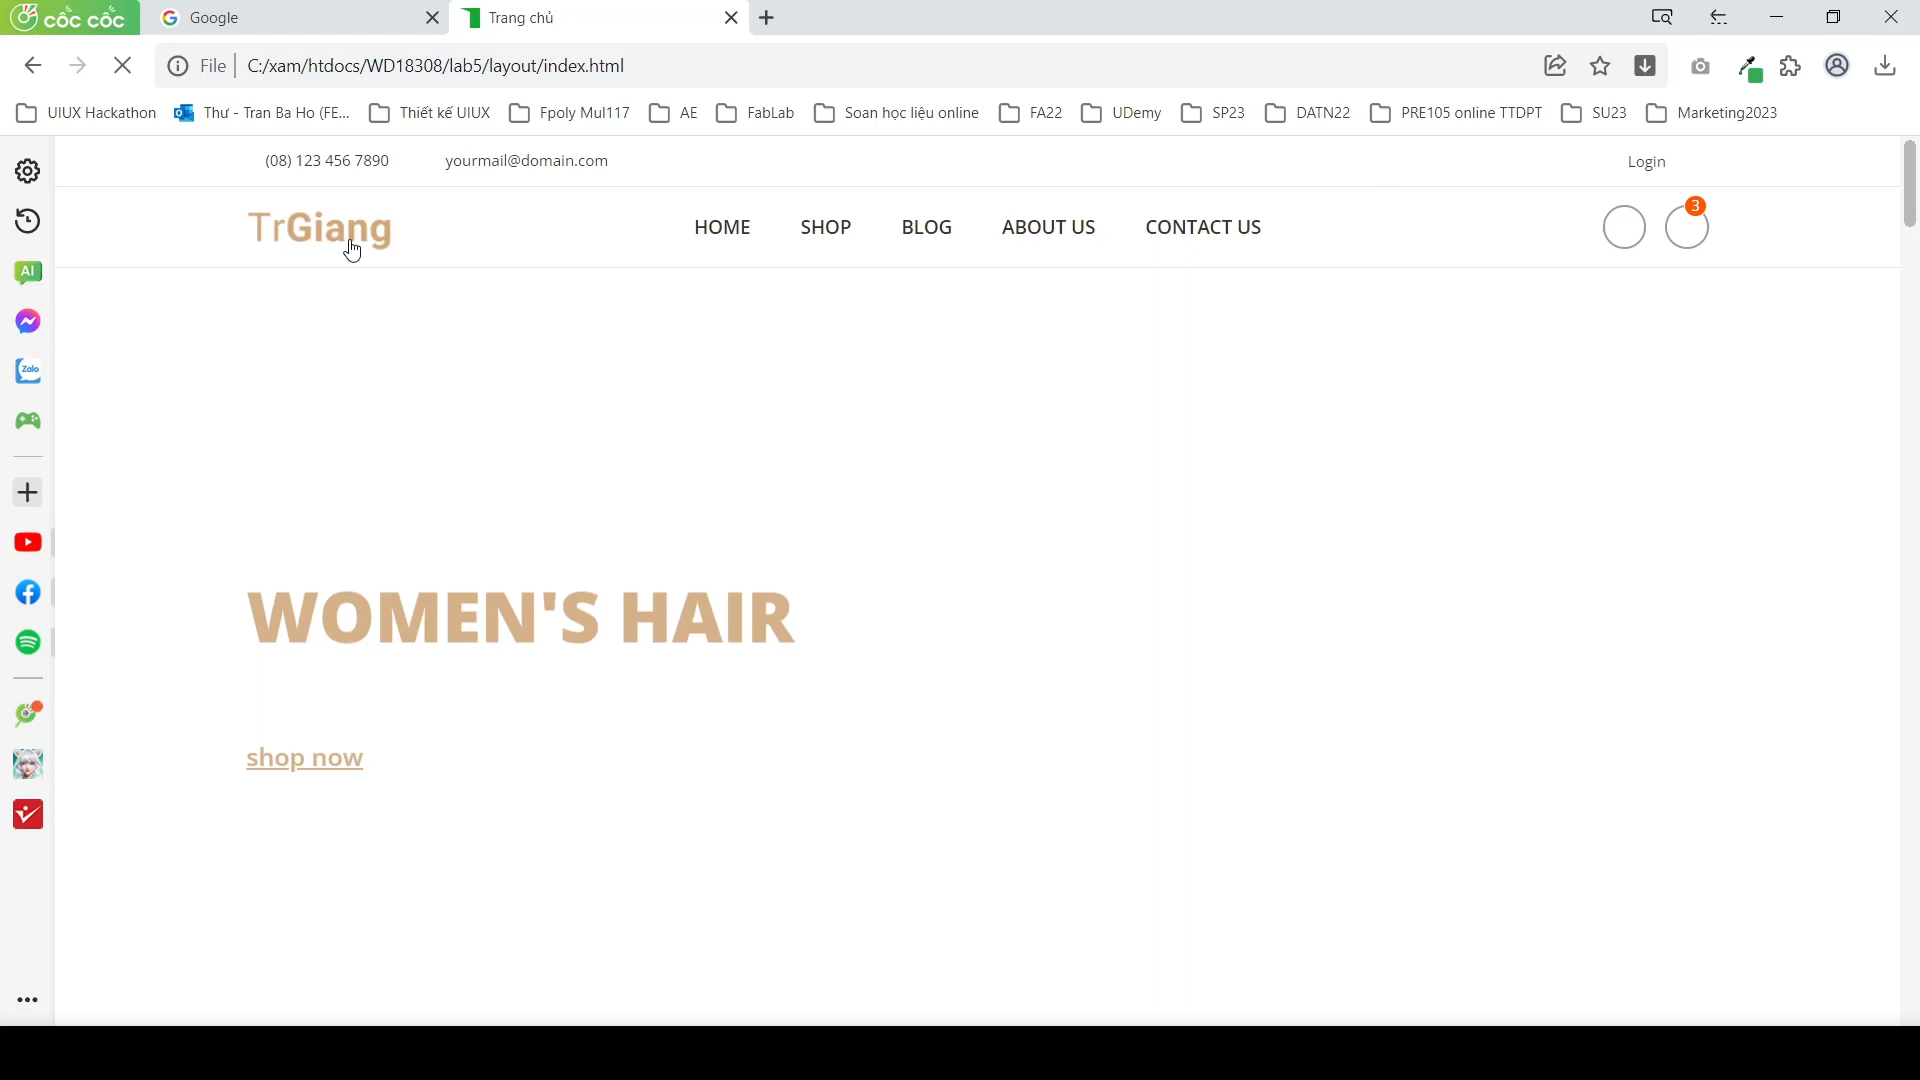 cốc cốc Google Trang chủ
File C:/xam/htdocs/WD18308/lab5/layout/index.html
UIUX Hackathon Thư - Tran Ba Ho (FE... Thiết kế UIUX Fpoly Mul117 AE FabLab Soan học liệu online FA22 UDemy SP23 DATN22 PRE105 online TTDPT SU23 Marketing2023
(08) 123 456 7890 yourmail@domain.com Login
TrGiang HOME SHOP BLOG ABOUT US CONTACT US 3
AI
Zalo
WOMEN'S HAIR
shop now